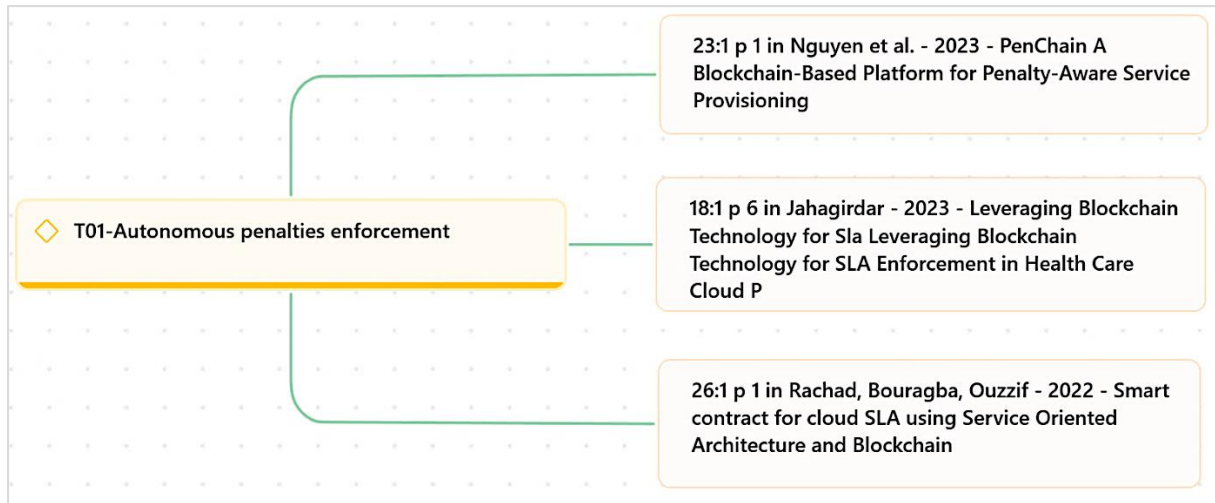 23:1 p 1 in Nguyen et al. - 2023 - PenChain A
Blockchain-Based Platform for Penalty-Aware Service
Provisioning
T01-Autonomous penalties enforcement
18:1 p 6 in Jahagirdar - 2023 - Leveraging Blockchain
Technology for Sla Leveraging Blockchain
Technology for SLA Enforcement in Health Care
Cloud P
26:1 p 1 in Rachad, Bouragba, Ouzzif - 2022 - Smart
contract for cloud SLA using Service Oriented
Architecture and Blockchain